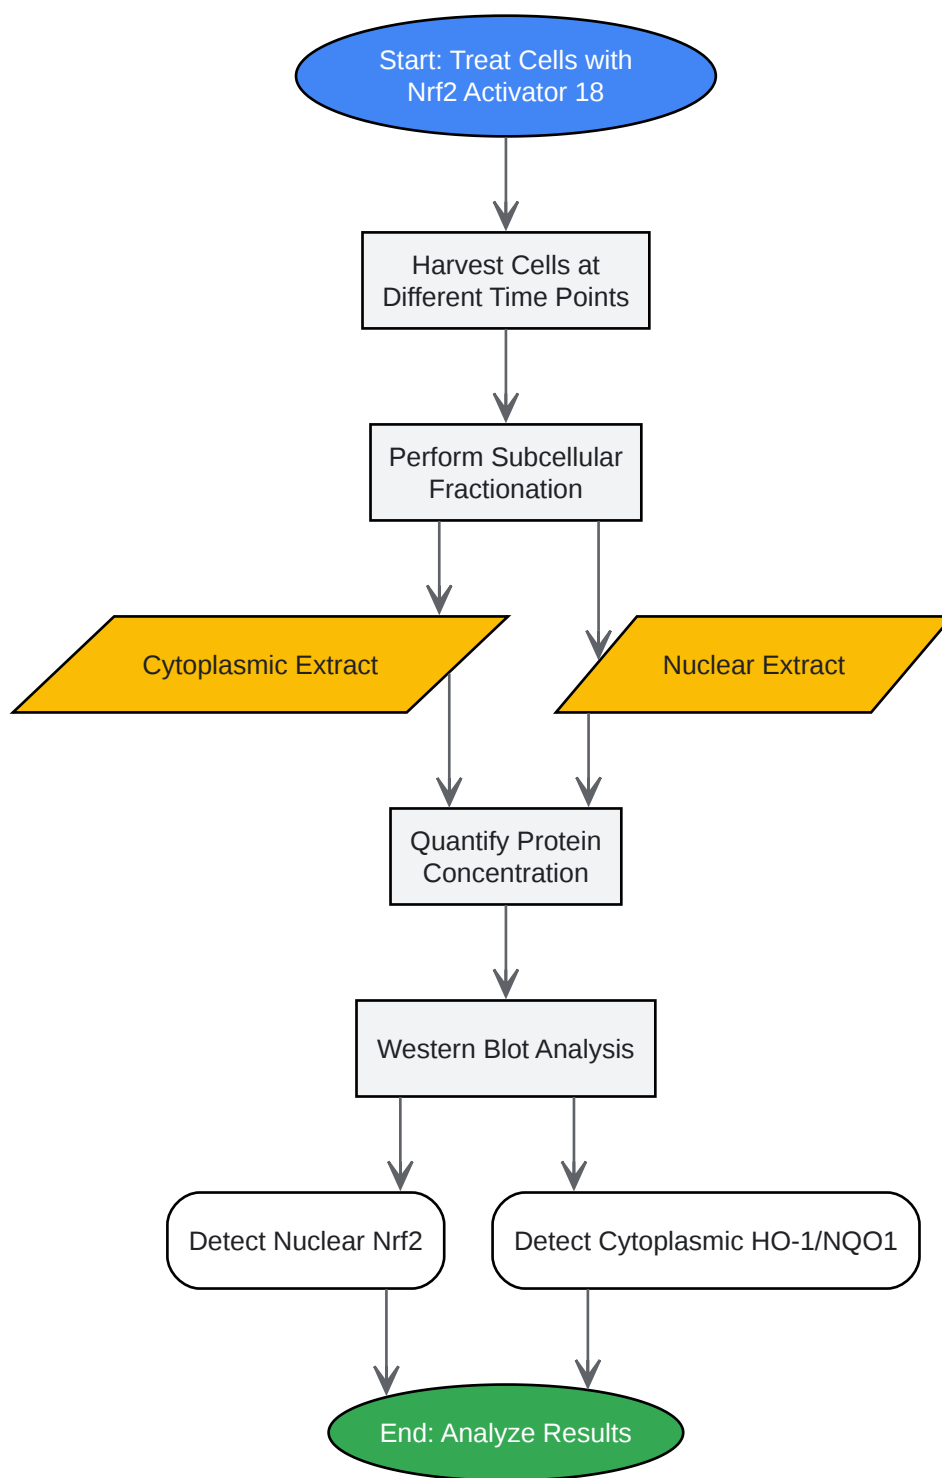 Start: Treat Cells with
Nrf2 Activator 18
Harvest Cells at
Different Time Points
Perform Subcellular
Fractionation
Cytoplasmic Extract
Nuclear Extract
Quantify Protein
Concentration
Western Blot Analysis
Detect Nuclear Nrf2
Detect Cytoplasmic HO-1/NQO1
End: Analyze Results